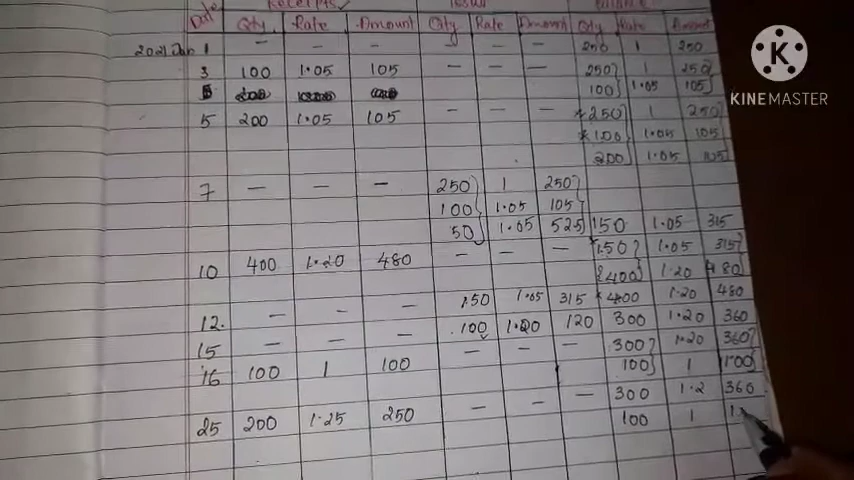 Receipts Issue Balance
Date Qty Rate Amount Qty Rate Amount Qty Rate Amount
2021 Jan 1 — — — — — — 250 1 250
3 100 1.05 105 — — — 250 1 250
100 1.05 105
5 200 1.05 105 — — — 250 1 250
100 1.05 105
200 1.05 105
7 — — — 250 1 250
100 1.05 105
50 1.05 525 150 1.05 315
10 400 1.20 480 — — — 150 1.05 315
400 1.20 480
12. — — — 150 1.05 315 400 1.20 480
15 — — — 100 1.20 120 300 1.20 360
16 100 1 100 — — — 300 1.20 360
100 1 100
25 200 1.25 250 — — — 300 1.2 360
100 1
K
KINEMASTER